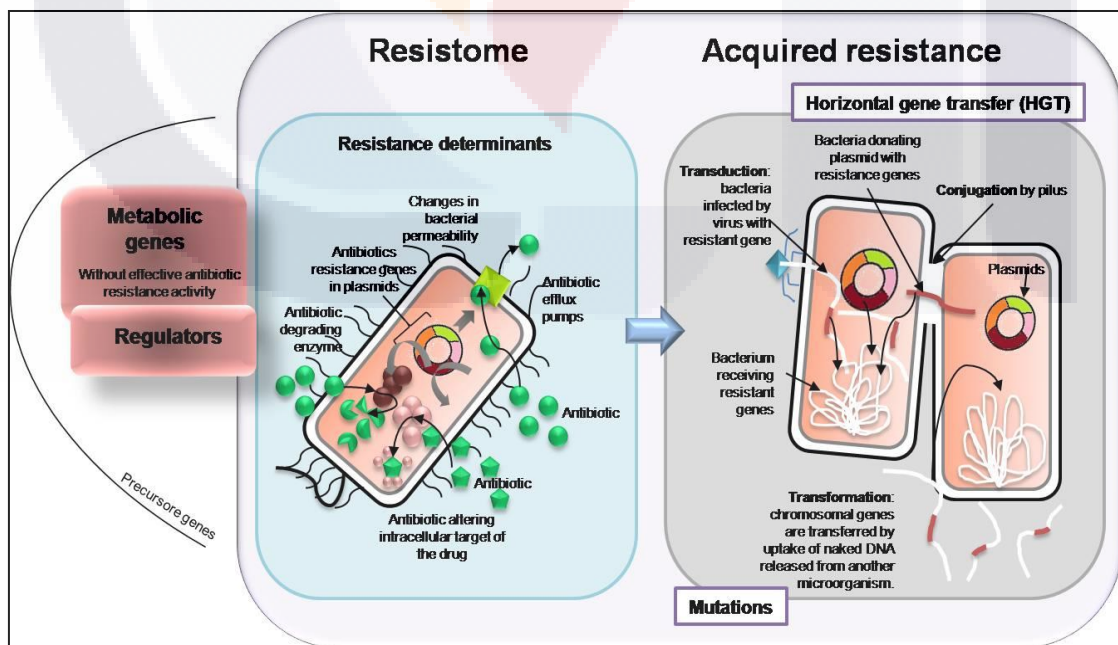 Resistome
Acquired resistance
Horizontal gene transfer (HGT)
Resistance determinants
Metabolic
genes
Without effective antibiotic
resistance activity
Regulators
Precursore genes
Changes in
bacterial
permeability
Antibiotics
resistance genes
in plasmids
Antibiotic
degrading
enzyme
Antibiotic
efflux
pumps
Antibiotic
Antibiotic
Antibiotic altering
intracellular target of
the drug
Transduction:
bacteria
infected by
virus with
resistant gene
Bacteria donating
plasmid with
resistance genes
Conjugation by pilus
Plasmids
Bacterium
receiving
resistant
genes
Transformation:
chromosomal genes
are transferred by
uptake of naked DNA
released from another
microorganism.
Mutations